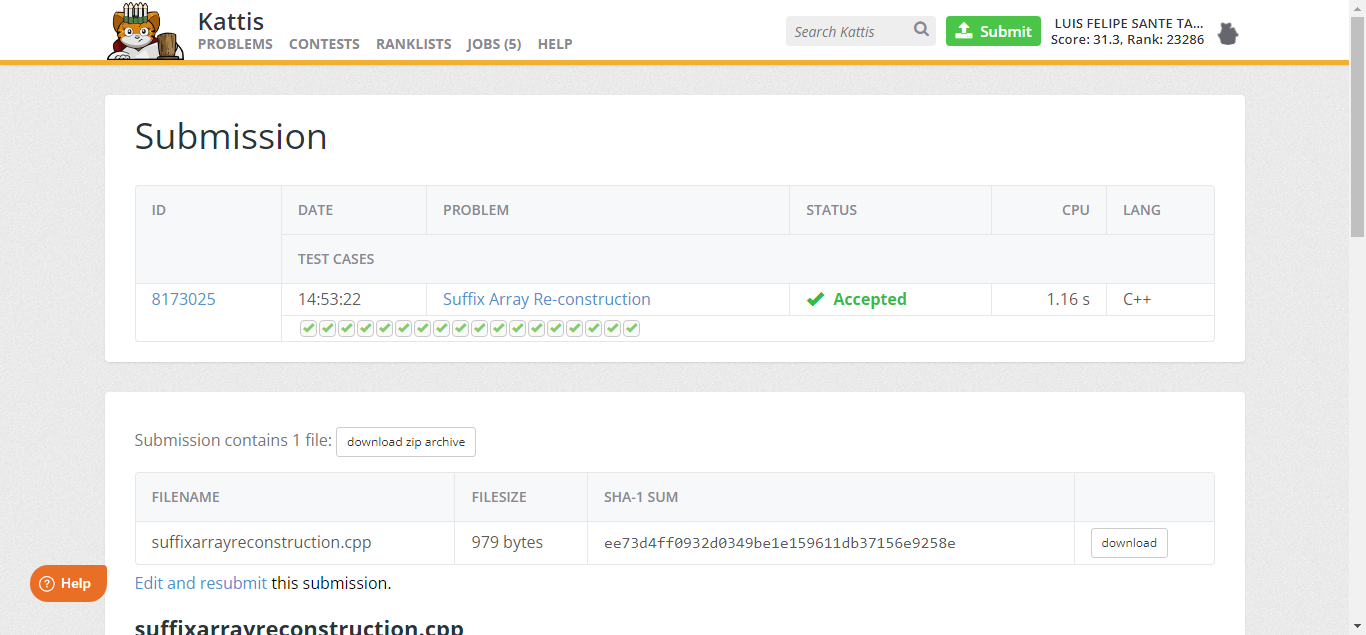 Kattis
PROBLEMS CONTESTS RANKLISTS JOBS (5) HELP
Search Kattis
Submit
LUIS FELIPE SANTE TA...
Score: 31.3, Rank: 23286
Submission
ID DATE PROBLEM STATUS CPU LANG
TEST CASES
8173025 14:53:22 Suffix Array Re-construction Accepted 1.16 s C++
Submission contains 1 file: download zip archive
FILENAME FILESIZE SHA-1 SUM
suffixarrayreconstruction.cpp 979 bytes ee73d4ff0932d0349be1e159611db37156e9258e download
Help
Edit and resubmit this submission.
suffixarrayreconstruction.cpp